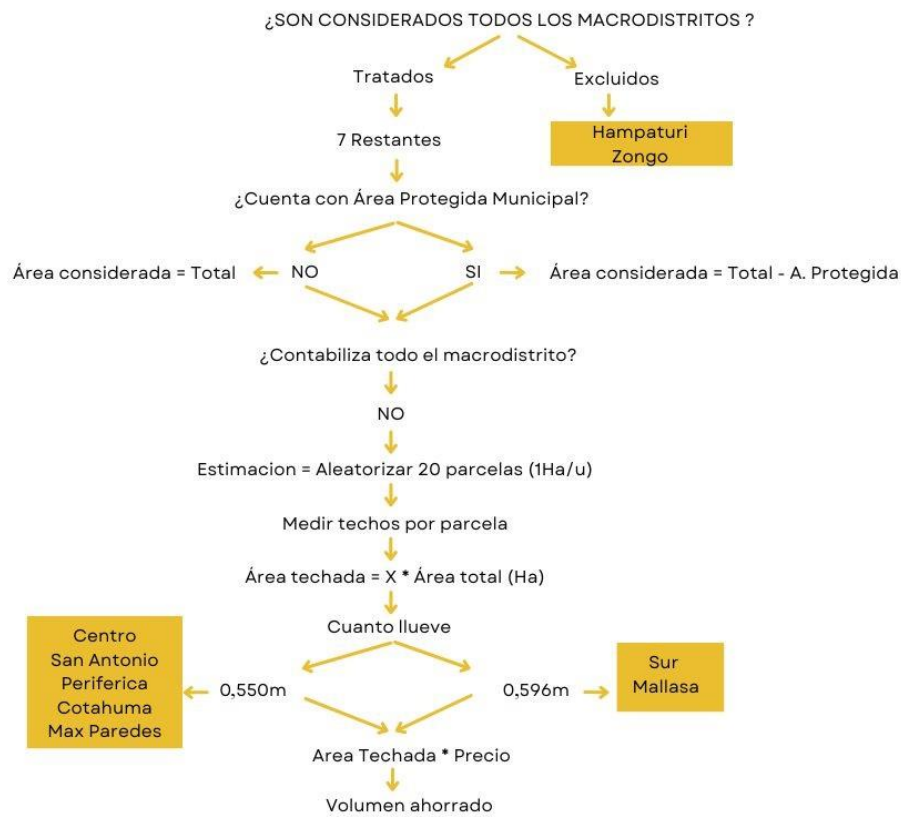 ¿SON CONSIDERADOS TODOS LOS MACRODISTRITOS ?
Tratados
Excluidos
7 Restantes
Hampaturi
Zongo
¿Cuenta con Área Protegida Municipal?
Área considerada = Total
NO
SI
Área considerada = Total - A. Protegida
¿Contabiliza todo el macrodistrito?
NO
Estimacion = Aleatorizar 20 parcelas (1Ha/u)
Medir techos por parcela
Área techada = X * Área total (Ha)
Cuanto llueve
Centro
San Antonio
Periferica
Cotahuma
Max Paredes
0,550m
0,596m
Sur
Mallasa
Area Techada * Precio
Volumen ahorrado